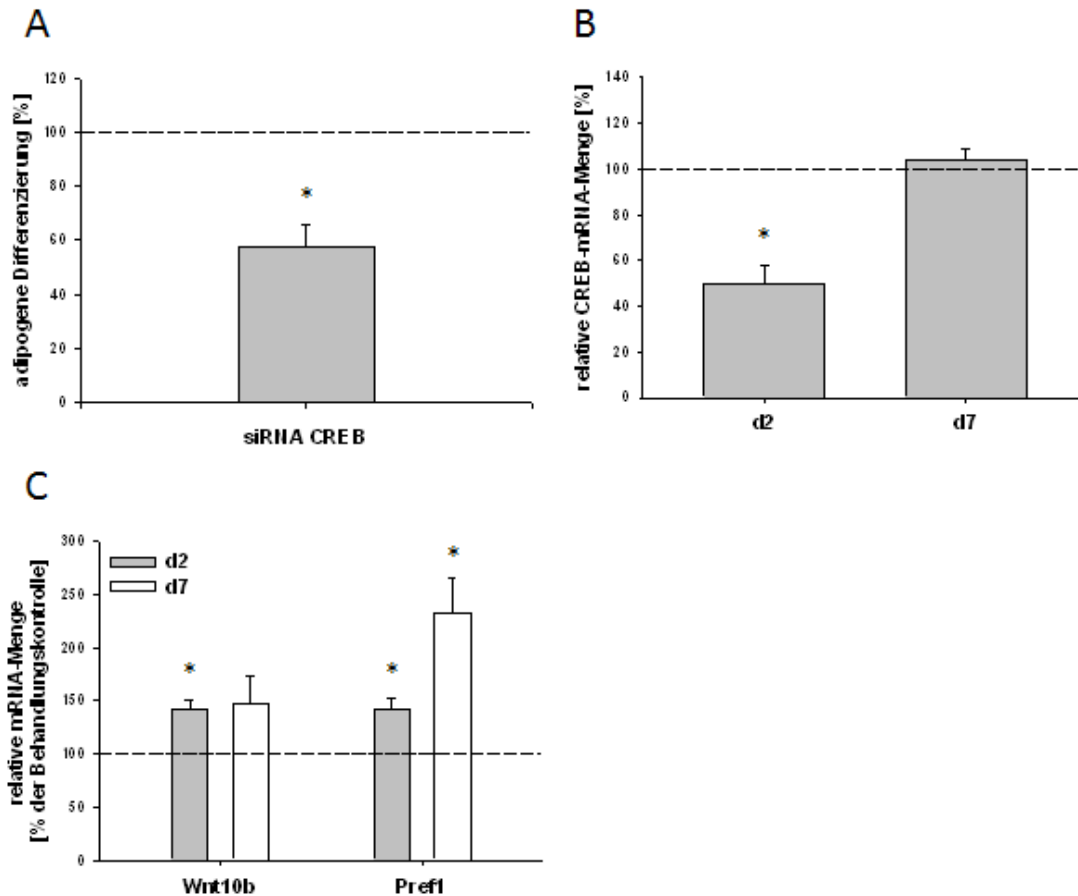 A
adipogene Differenzierung [%]
120
100
80
60
40
20
0
*
siRNA CREB
B
relative CREB-mRNA-Menge [%]
140
120
100
80
60
40
20
0
*
d2 d7
C
relative mRNA-Menge
[% der Behandlungskontrolle]
300
250
200
150
100
50
0
d2
d7
* * *
Wnt10b Pref1